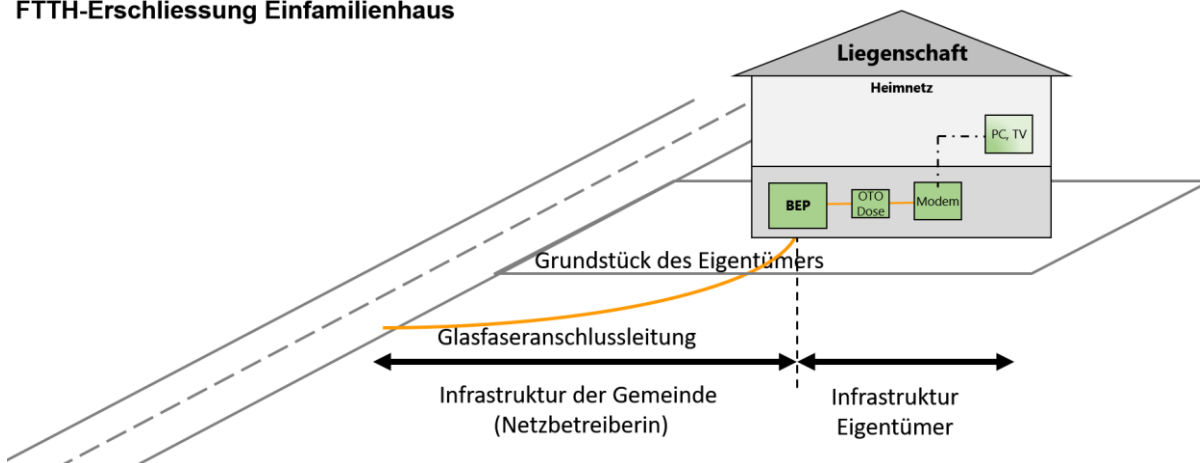 FTTH-Erschliessung Einfamilienhaus
Liegenschaft
Heimnetz
PC, TV
BEP
OTO
Dose
Modem
Grundstück des Eigentümers
Glasfaseranschlussleitung
Infrastruktur der Gemeinde
(Netzbetreiberin)
Infrastruktur
Eigentümer